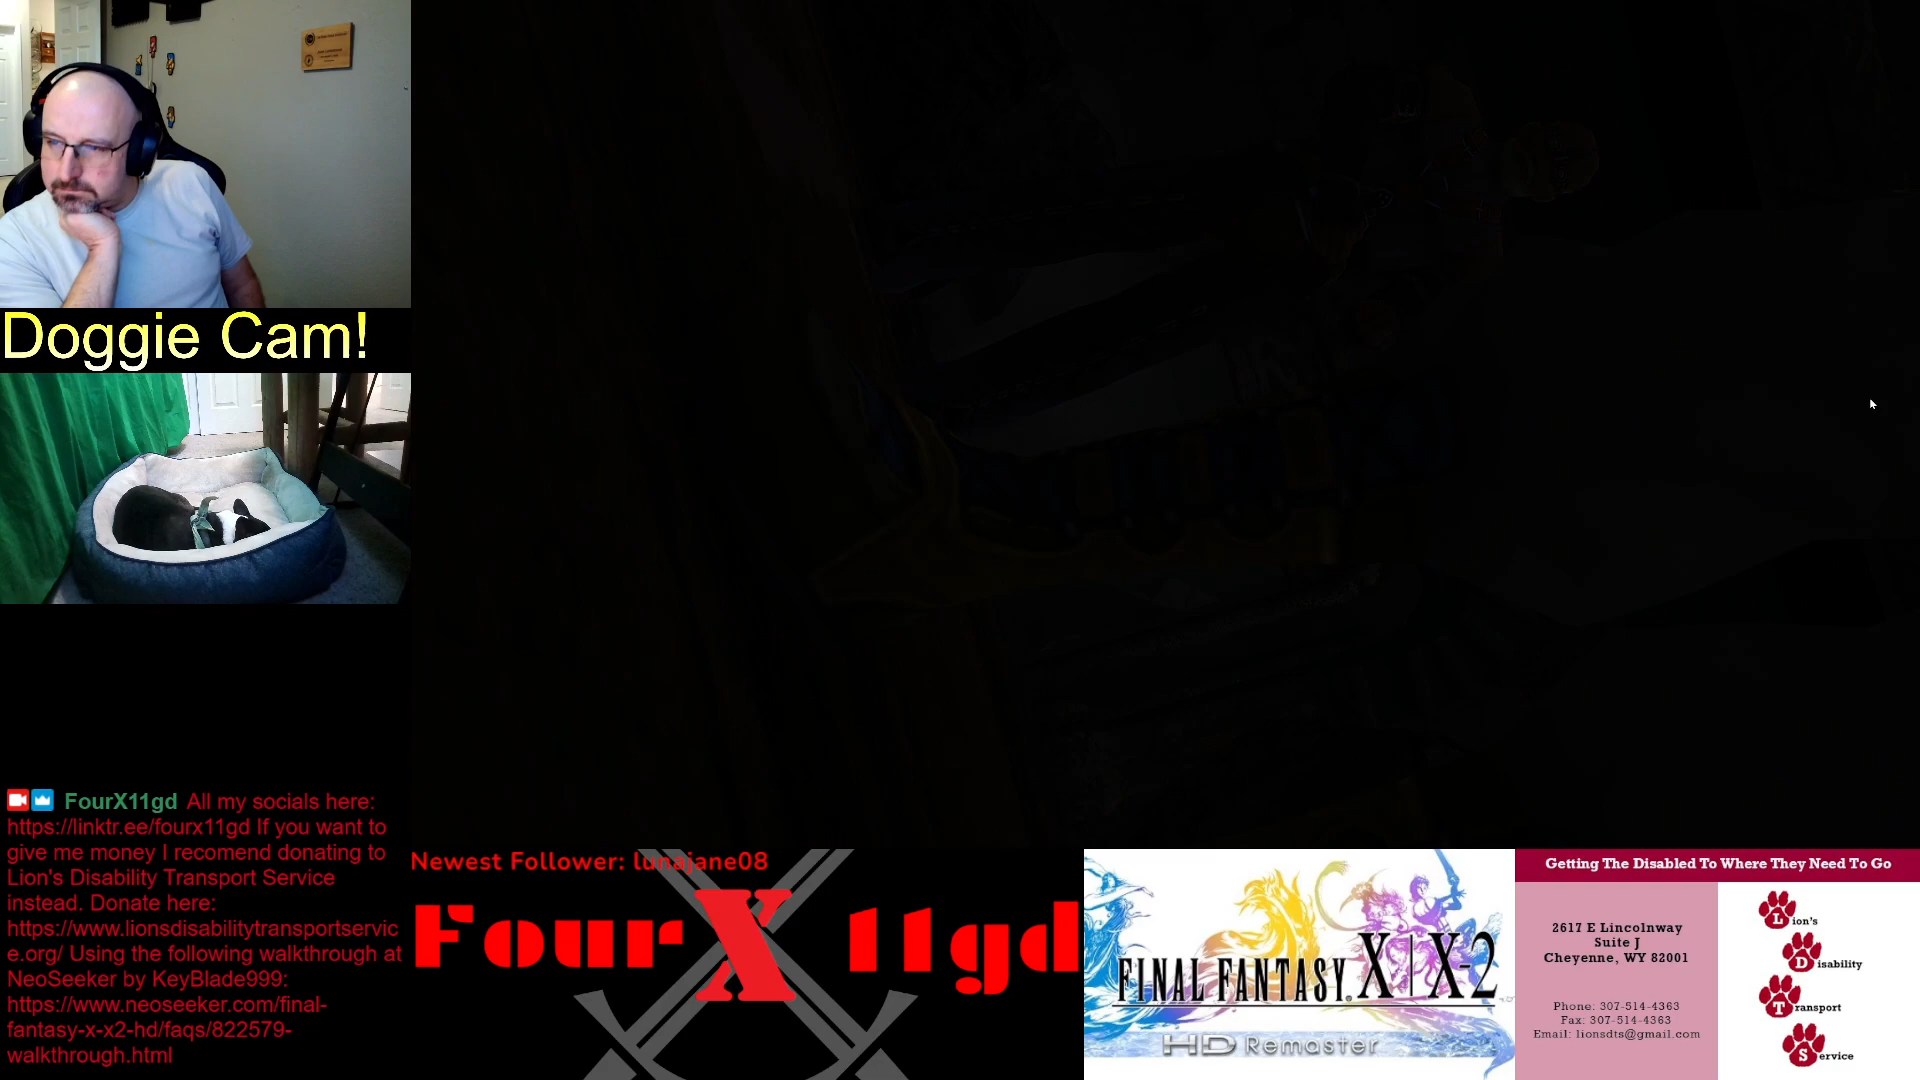 Doggie Cam!
FourX11gd All my socials here:
https://linktr.ee/fourx11gd If you want to
give me money I recomend donating to
Lion's Disability Transport Service
instead. Donate here:
https://www.lionsdisabilitytransportservic
e.org/ Using the following walkthrough at
NeoSeeker by KeyBlade999:
https://www.neoseeker.com/final-
fantasy-x-x2-hd/faqs/822579-
walkthrough.html
Newest Follower: lunajane08
FourX11gd
FINAL FANTASY X|X-2
HD Remaster
Getting The Disabled To Where They Need To Go
2617 E Lincolnway
Suite J
Cheyenne, WY 82001
Phone: 307-514-4363
Fax: 307-514-4363
Email: lionsdts@gmail.com
Lion's
Disability
Transport
Service